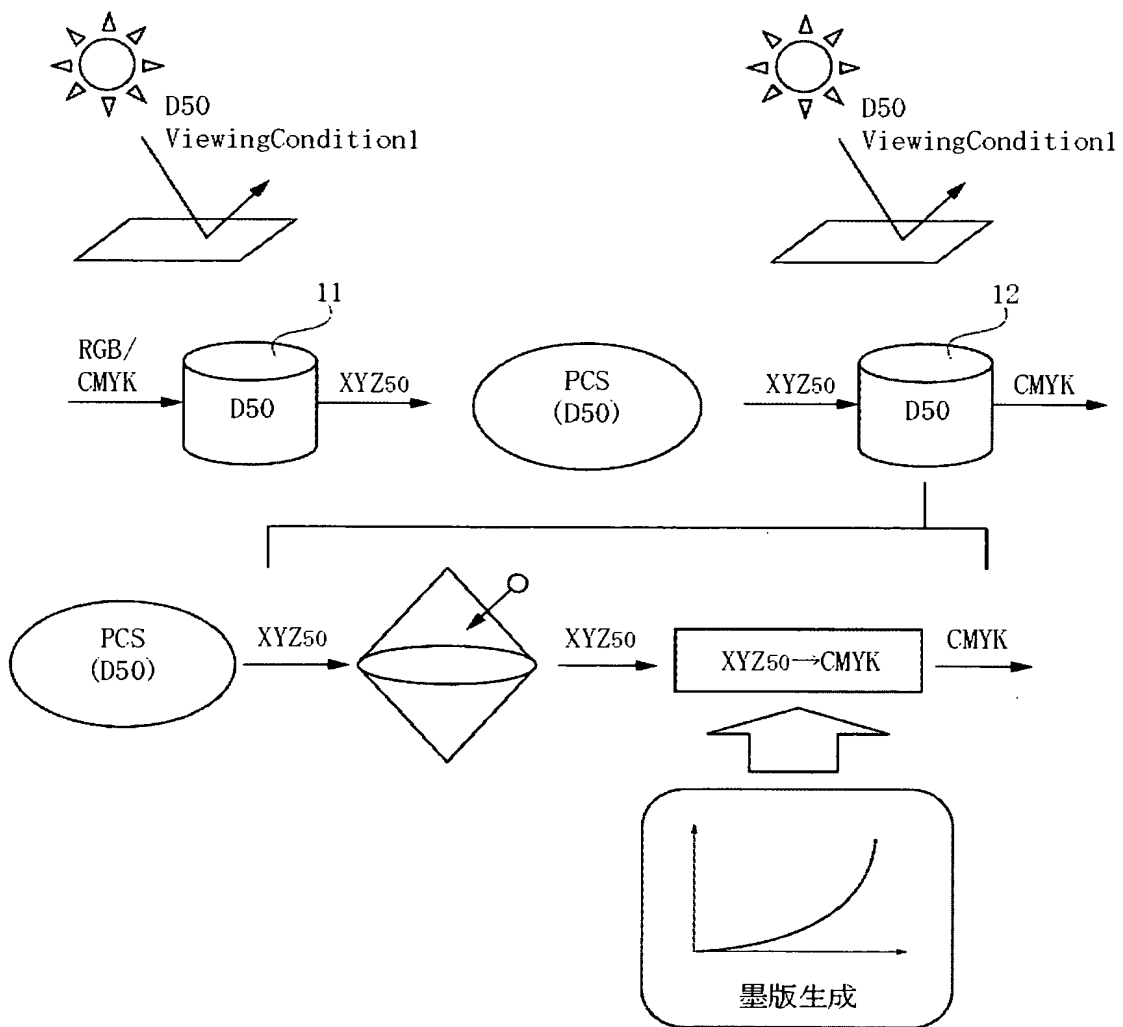 D50
ViewingCondition1
D50
ViewingCondition1
11
12
RGB/
CMYK
D50
XYZ50
PCS
(D50)
XYZ50
D50
CMYK
PCS
(D50)
XYZ50
XYZ50
XYZ50→CMYK
CMYK
墨版生成